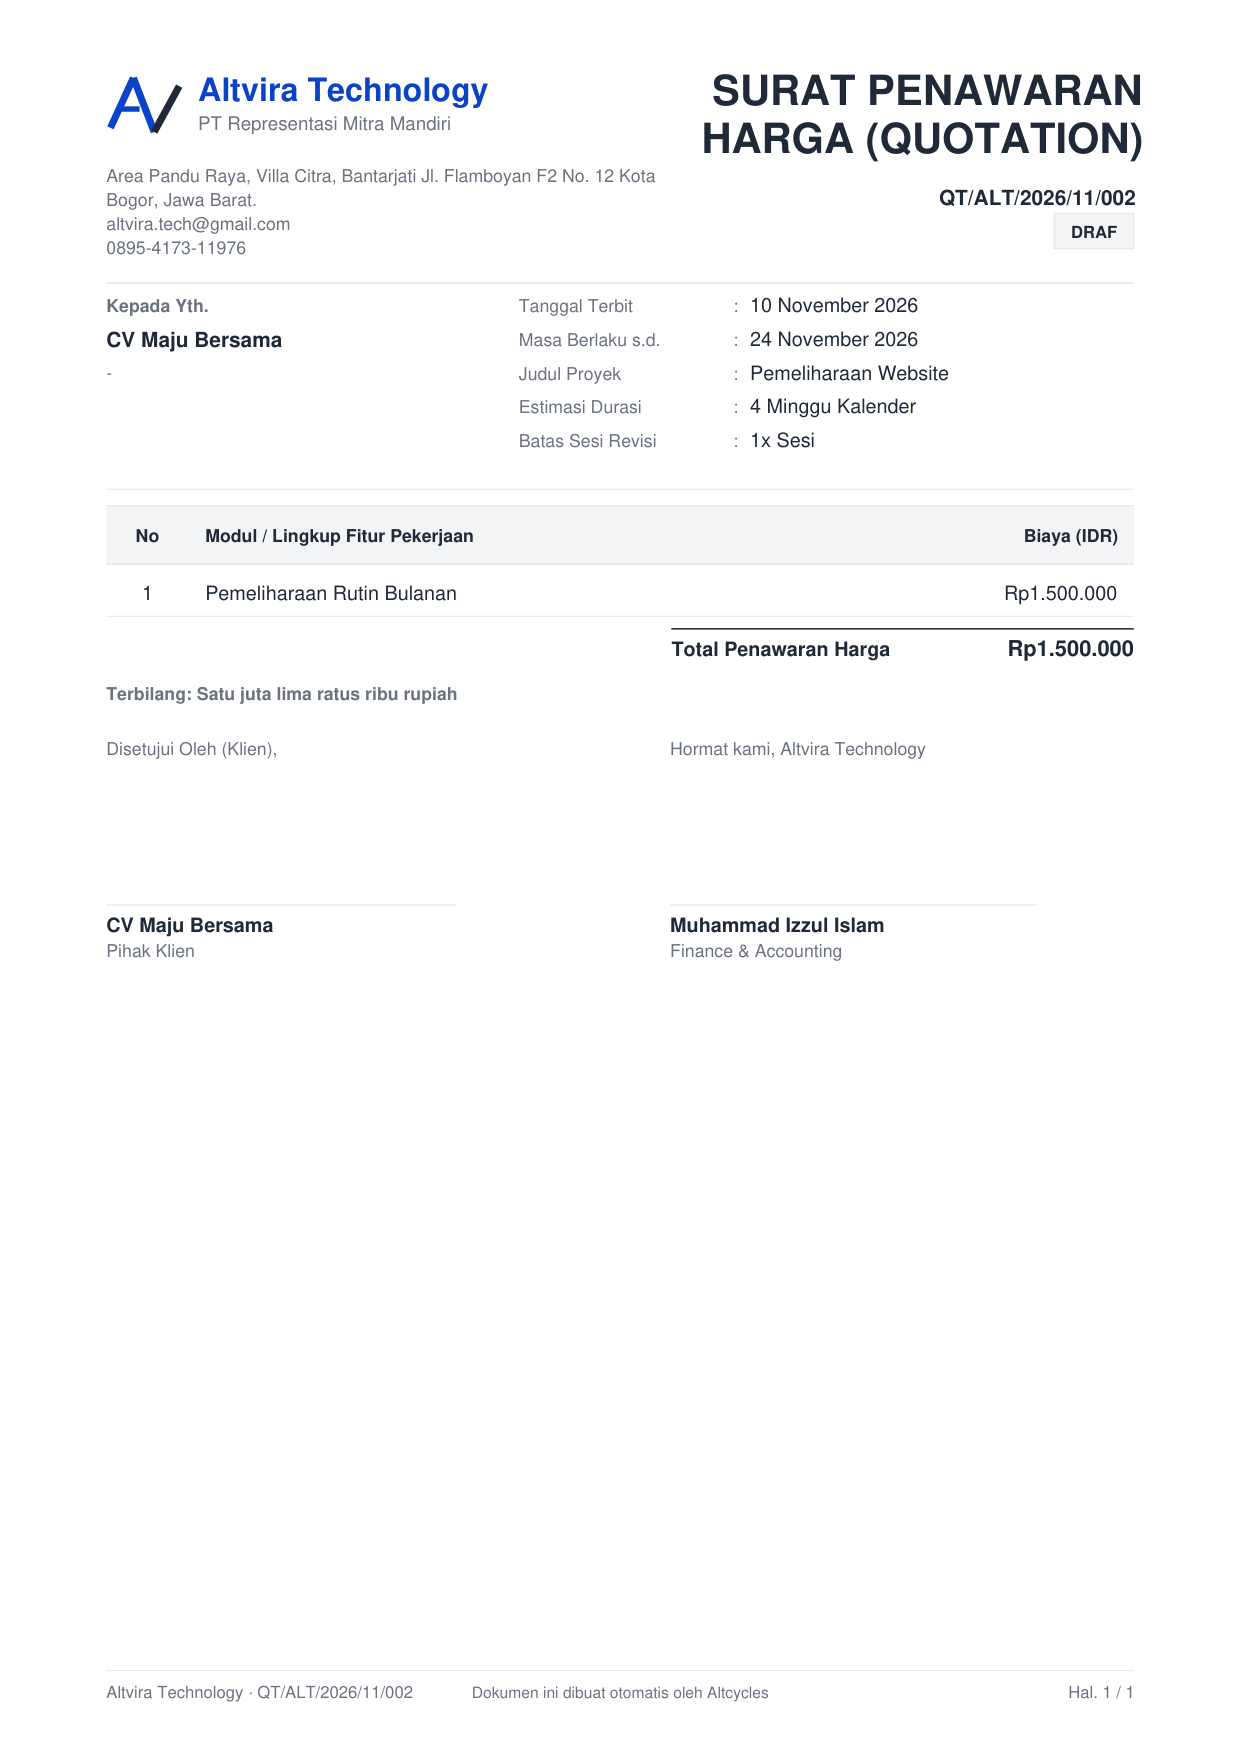 Altvira Technology
PT Representasi Mitra Mandiri
SURAT PENAWARAN
HARGA (QUOTATION)
Area Pandu Raya, Villa Citra, Bantarjati Jl. Flamboyan F2 No. 12 Kota
Bogor, Jawa Barat.
altvira.tech@gmail.com
0895-4173-11976
QT/ALT/2026/11/002
DRAF
Kepada Yth.
CV Maju Bersama
-
Tanggal Terbit : 10 November 2026
Masa Berlaku s.d. : 24 November 2026
Judul Proyek : Pemeliharaan Website
Estimasi Durasi : 4 Minggu Kalender
Batas Sesi Revisi : 1x Sesi
No Modul / Lingkup Fitur Pekerjaan Biaya (IDR)
1 Pemeliharaan Rutin Bulanan Rp1.500.000
Total Penawaran Harga Rp1.500.000
Terbilang: Satu juta lima ratus ribu rupiah
Disetujui Oleh (Klien),
CV Maju Bersama
Pihak Klien
Hormat kami, Altvira Technology
Muhammad Izzul Islam
Finance & Accounting
Altvira Technology · QT/ALT/2026/11/002 Dokumen ini dibuat otomatis oleh Altcycles Hal. 1 / 1